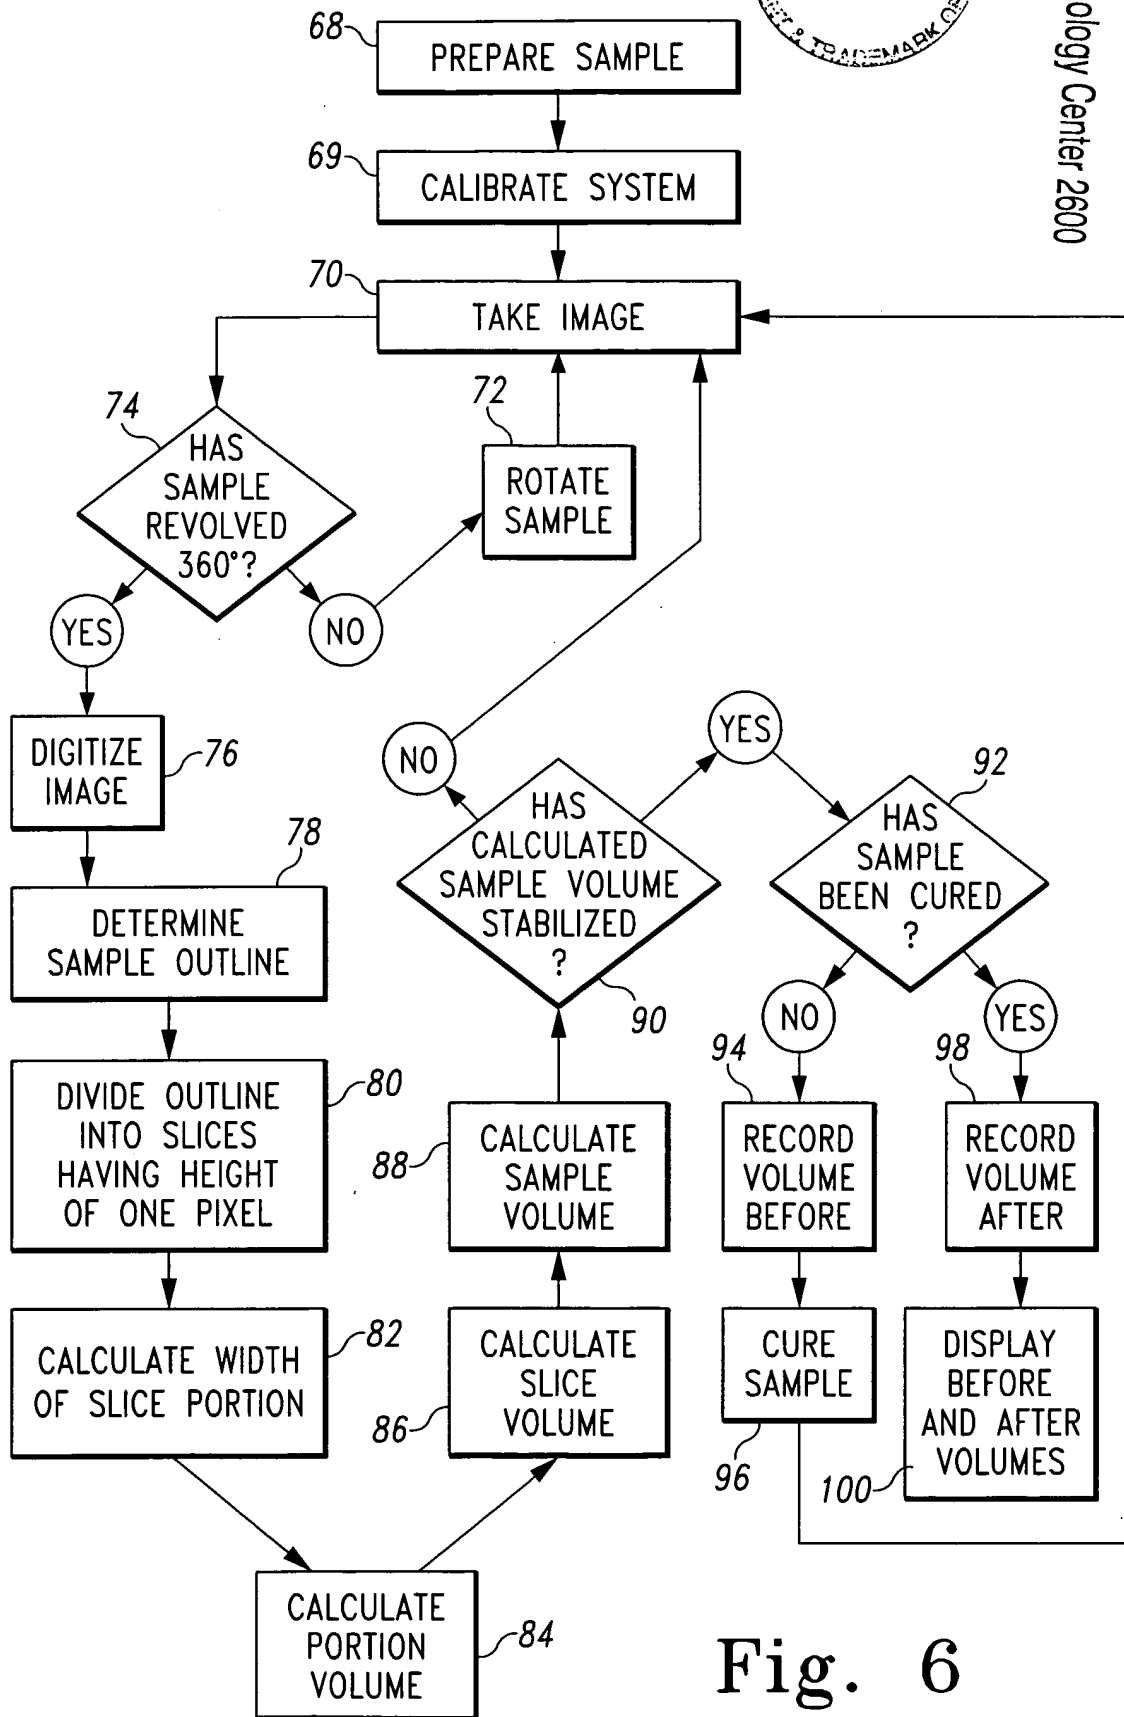 & TRADEMARK
ology Center 2600
68
PREPARE SAMPLE
69
CALIBRATE SYSTEM
70
TAKE IMAGE
72
ROTATE
SAMPLE
74
HAS
SAMPLE
REVOLVED
360°?
YES
NO
DIGITIZE
IMAGE
76
78
DETERMINE
SAMPLE OUTLINE
DIVIDE OUTLINE
INTO SLICES
HAVING HEIGHT
OF ONE PIXEL
80
CALCULATE WIDTH
OF SLICE PORTION
82
CALCULATE
PORTION
VOLUME
84
CALCULATE
SLICE
VOLUME
86
CALCULATE
SAMPLE
VOLUME
88
HAS
CALCULATED
SAMPLE VOLUME
STABILIZED
?
90
NO
YES
92
HAS
SAMPLE
BEEN CURED
?
NO
YES
94
RECORD
VOLUME
BEFORE
CURE
SAMPLE
96
98
RECORD
VOLUME
AFTER
DISPLAY
BEFORE
AND AFTER
VOLUMES
100
Fig. 6